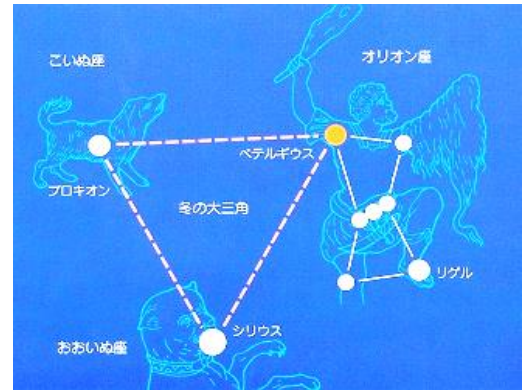 こいぬ座
オリオン座
ベテルギウス
プロキオン
冬の大三角
リゲル
シリウス
おおいぬ座